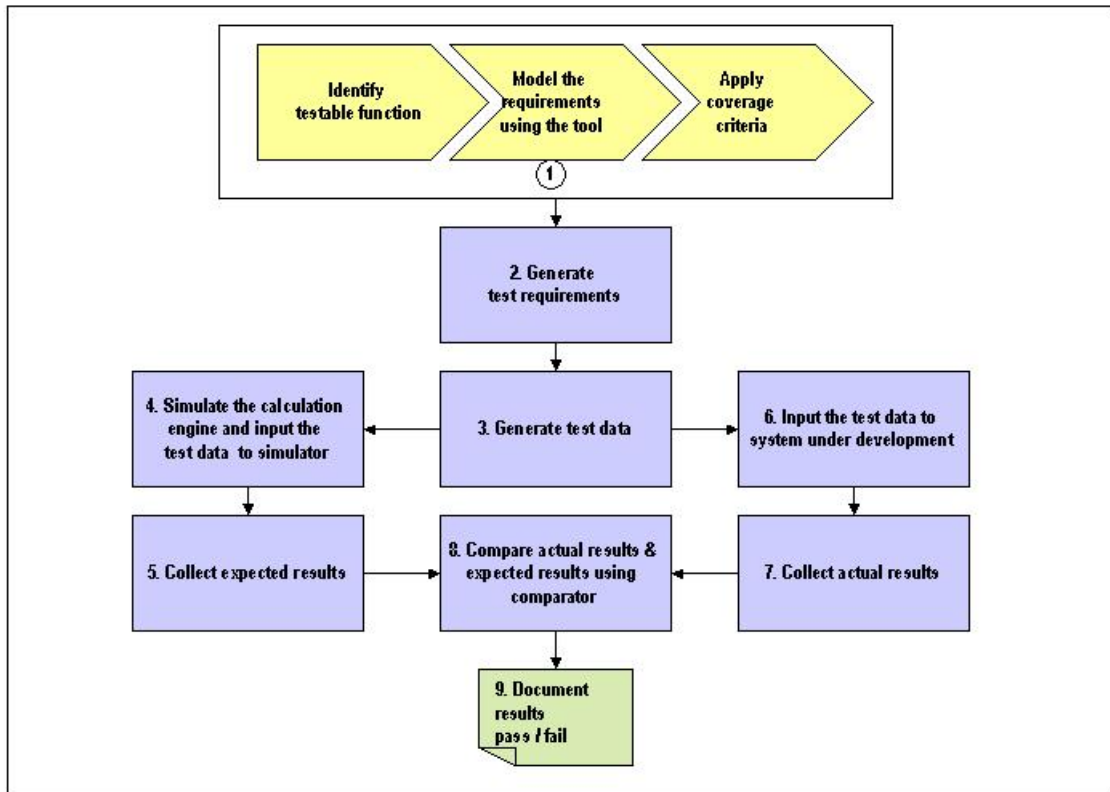 Identify
testable function
Model the
requirements
using the tool
Apply
coverage
criteria
1
2. Generate
test requirements
4. Simulate the calculation
engine and input the
test data to simulator
3. Generate test data
6. Input the test data to
system under development
5. Collect expected results
8. Compare actual results &
expected results using
comparator
7. Collect actual results
9. Document
results
pass / fail